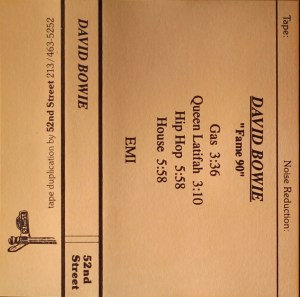 Tape:
Noise Reduction:
DAVID BOWIE
"Fame 90"
Gas 3:36
Queen Latifah 3:10
Hip Hop 5:58
House 5:58
EMI
DAVID BOWIE
52nd
Street
tape duplication by 52nd Street 213/463-5252